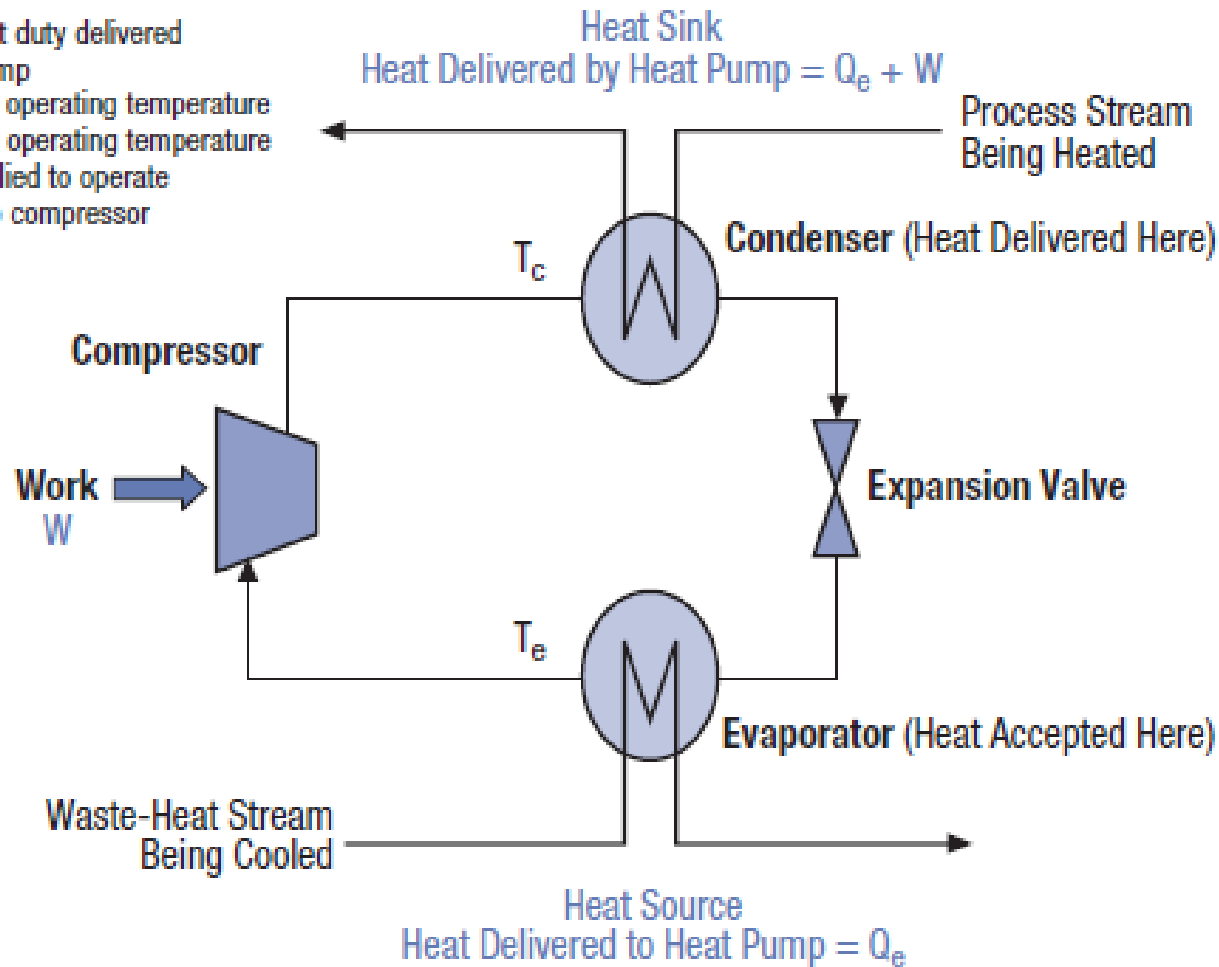 t duty delivered
mp
operating temperature
operating temperature
lied to operate
compressor
Heat Sink
Heat Delivered by Heat Pump = Qe + W
Process Stream
Being Heated
Tc
Condenser (Heat Delivered Here)
Compressor
Work
W
Expansion Valve
Te
Evaporator (Heat Accepted Here)
Waste-Heat Stream
Being Cooled
Heat Source
Heat Delivered to Heat Pump = Qe